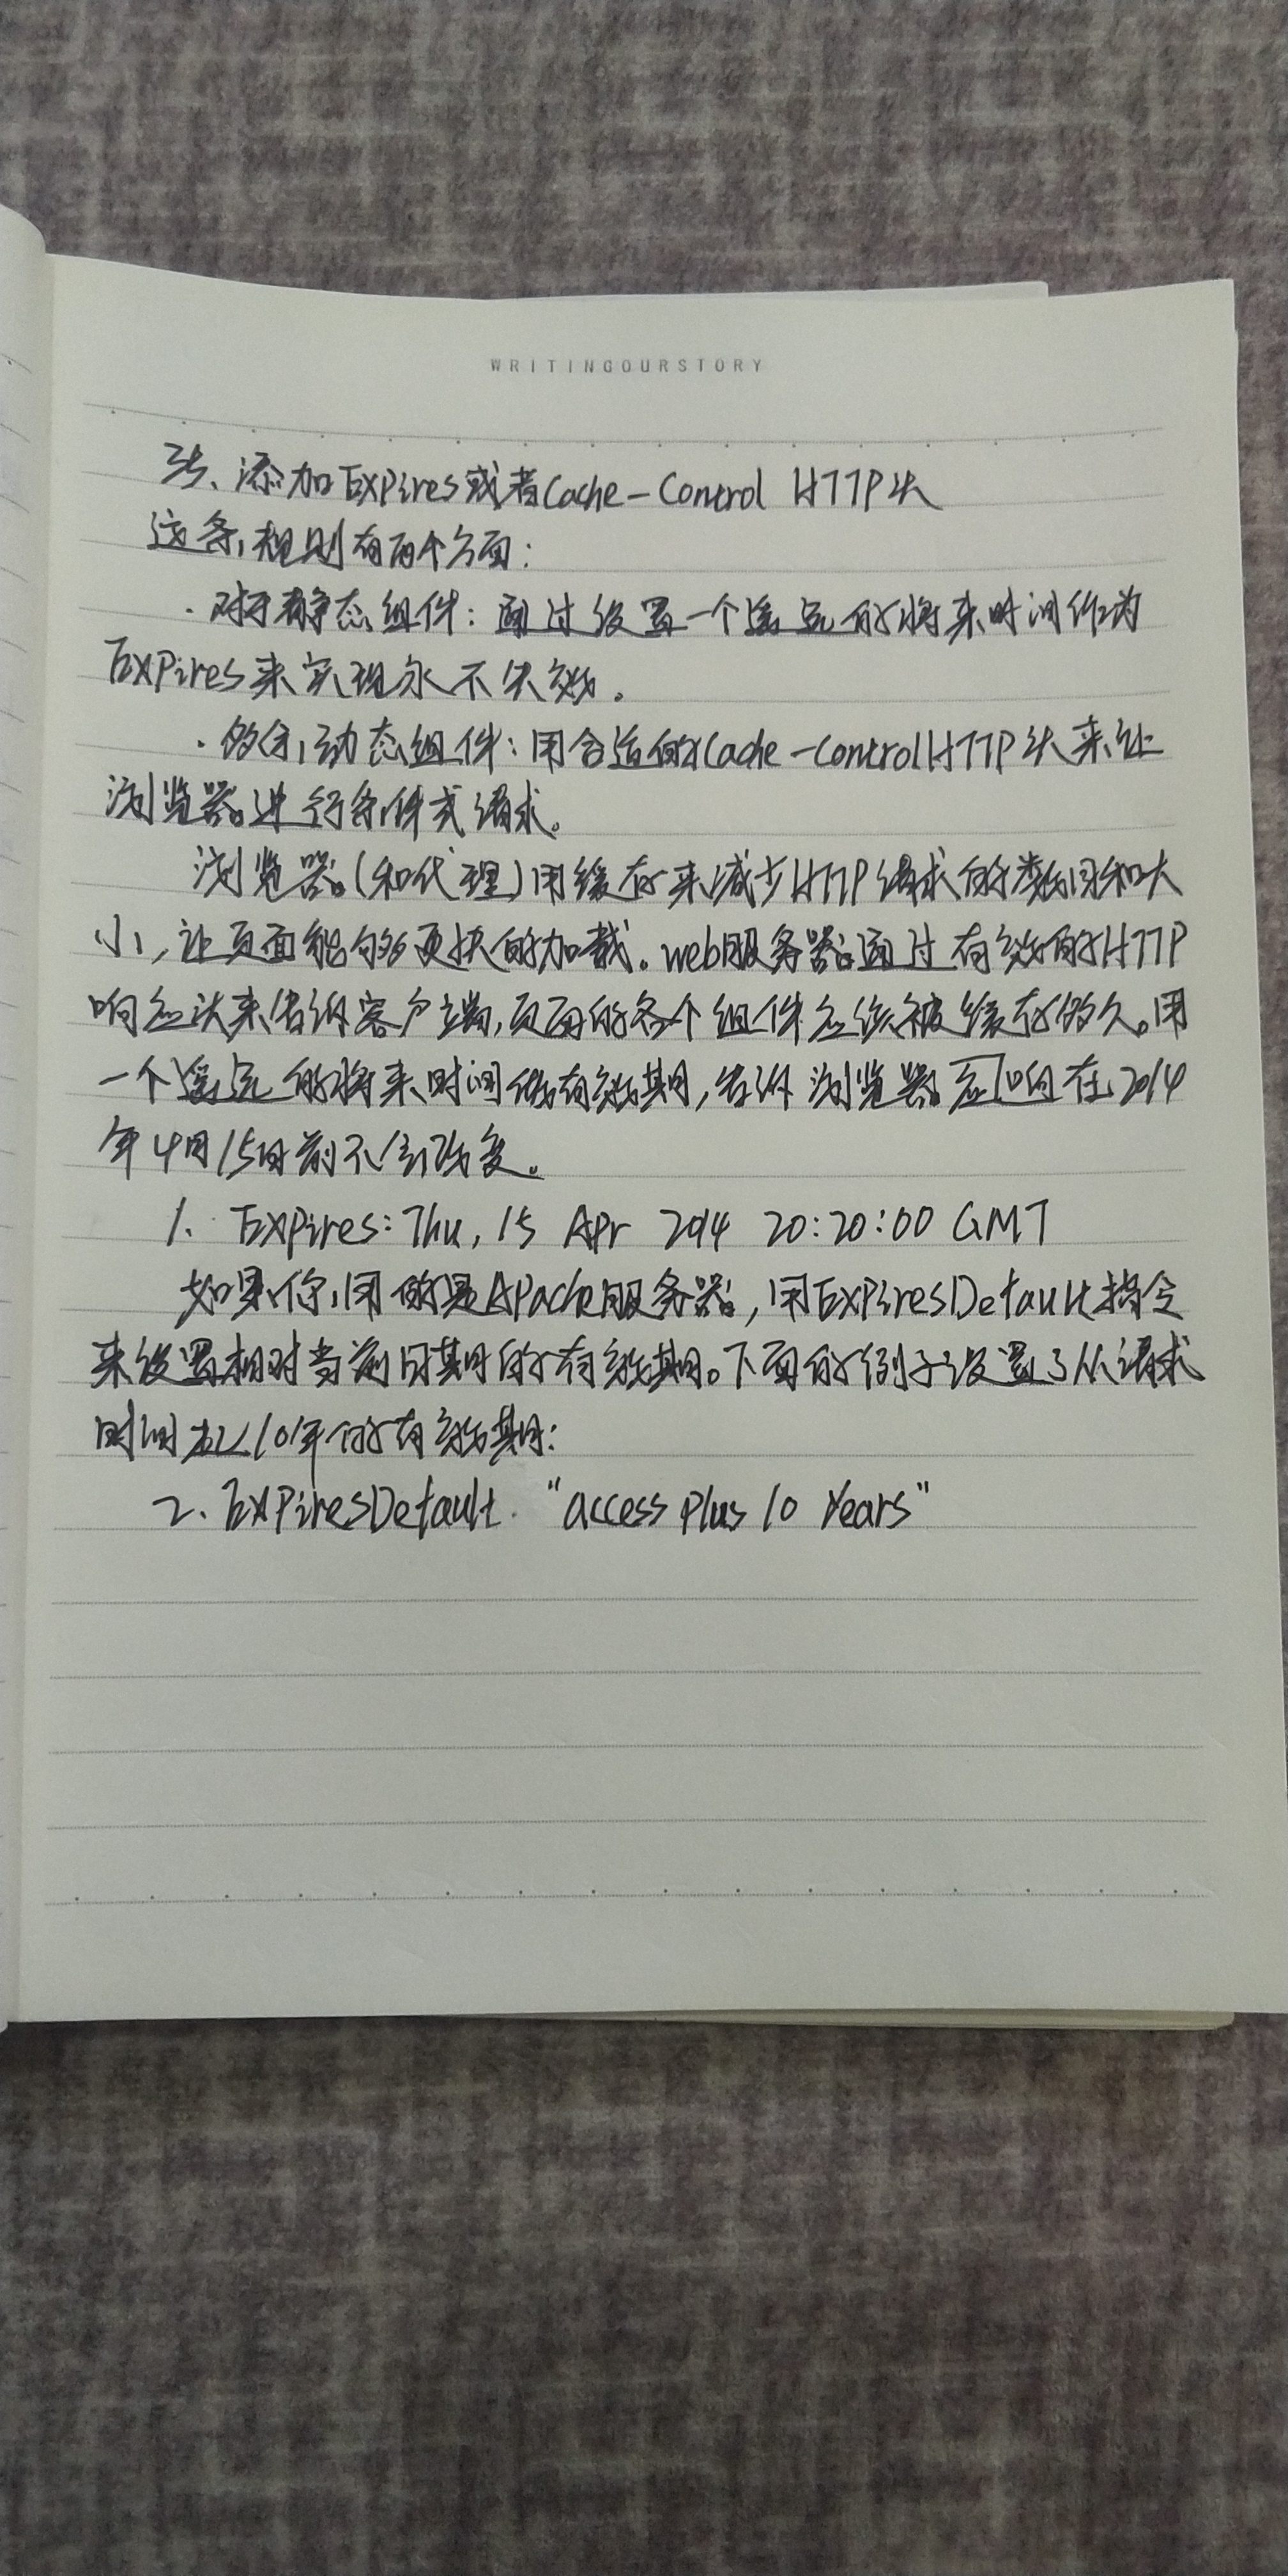 WRITINGOURSTORY
35、添加Expires或者Cache-Control HTTP头
这条规则有两个方面:
·对于静态组件:通过设置一个遥远的将来时间作为
Expires来实现永不失效。
·多余动态组件:用合适的Cache-ControlHTTP头来让
浏览器进行条件式请求。
浏览器(和代理)用缓存来减少HTTP请求的数目和大
小,让页面能够更快的加载。web服务器通过有效的HTTP
响应头来告诉客户端,页面的各个组件应该被缓存多久。用
一个遥远的将来时间做有效期,告诉浏览器这个响应在2014
年4月15日前不会改变。
1. Expires:Thu, 15 Apr 2014 20:20:00 GMT
如果你用的是Apache服务器,用ExpiresDefault指令
来设置相对当前日期的有效期。下面的例子设置了从请求
时间起10年的有效期:
2. ExpiresDefault "access plus 10 Years"